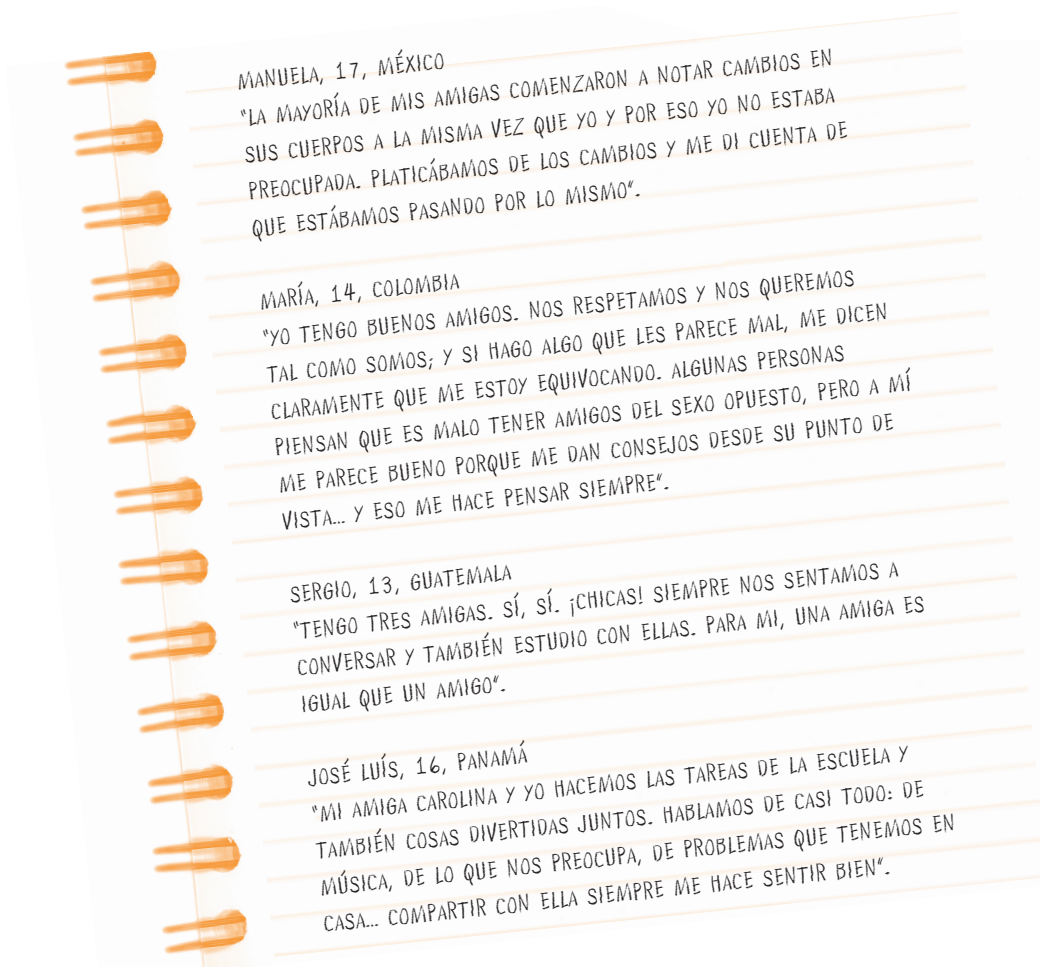 MANUELA, 17, MÉXICO
"LA MAYORÍA DE MIS AMIGAS COMENZARON A NOTAR CAMBIOS EN
SUS CUERPOS A LA MISMA VEZ QUE YO Y POR ESO YO NO ESTABA
PREOCUPADA. PLATICÁBAMOS DE LOS CAMBIOS Y ME DI CUENTA DE
QUE ESTÁBAMOS PASANDO POR LO MISMO".
MARÍA, 14, COLOMBIA
"YO TENGO BUENOS AMIGOS. NOS RESPETAMOS Y NOS QUEREMOS
TAL COMO SOMOS; Y SI HAGO ALGO QUE LES PARECE MAL, ME DICEN
CLARAMENTE QUE ME ESTOY EQUIVOCANDO. ALGUNAS PERSONAS
PIENSAN QUE ES MALO TENER AMIGOS DEL SEXO OPUESTO, PERO A MÍ
ME PARECE BUENO PORQUE ME DAN CONSEJOS DESDE SU PUNTO DE
VISTA... Y ESO ME HACE PENSAR SIEMPRE".
SERGIO, 13, GUATEMALA
"TENGO TRES AMIGAS. SÍ, SÍ. ¡CHICAS! SIEMPRE NOS SENTAMOS A
CONVERSAR Y TAMBIÉN ESTUDIO CON ELLAS. PARA MI, UNA AMIGA ES
IGUAL QUE UN AMIGO".
JOSÉ LUÍS, 16, PANAMÁ
"MI AMIGA CAROLINA Y YO HACEMOS LAS TAREAS DE LA ESCUELA Y
TAMBIÉN COSAS DIVERTIDAS JUNTOS. HABLAMOS DE CASI TODO: DE
MÚSICA, DE LO QUE NOS PREOCUPA, DE PROBLEMAS QUE TENEMOS EN
CASA... COMPARTIR CON ELLA SIEMPRE ME HACE SENTIR BIEN".